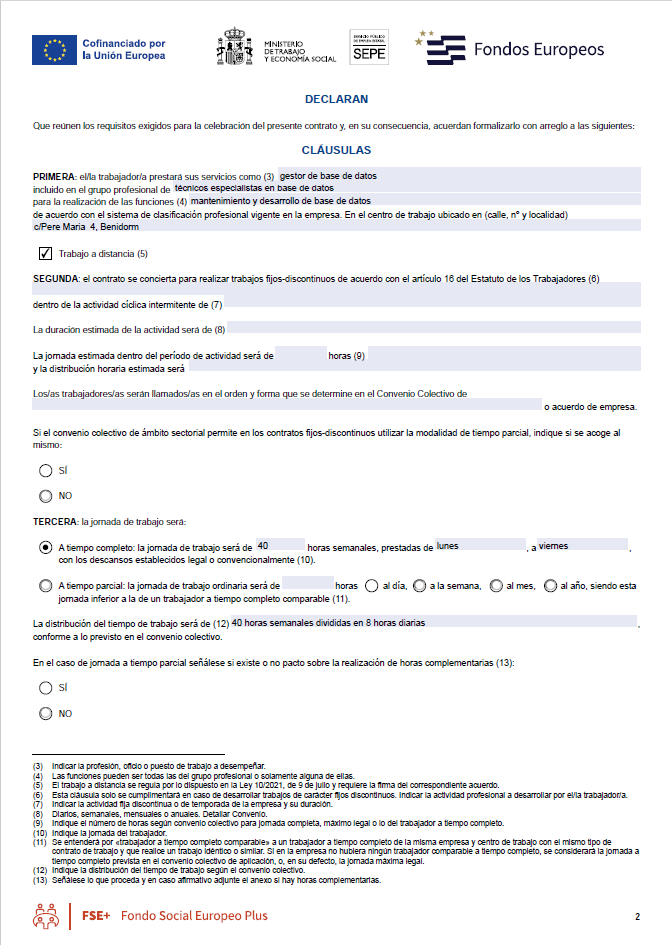 Cofinanciado por
la Unión Europea
MINISTERIO
DE TRABAJO
Y ECONOMÍA SOCIAL
SERVICIO PÚBLICO
DE EMPLEO ESTATAL
SEPE
Fondos Europeos
DECLARAN
Que reúnen los requisitos exigidos para la celebración del presente contrato y, en su consecuencia, acuerdan formalizarlo con arreglo a las siguientes:
CLÁUSULAS
PRIMERA: el/la trabajador/a prestará sus servicios como (3) gestor de base de datos
incluido en el grupo profesional de técnicos especialistas en base de datos
para la realización de las funciones (4) mantenimiento y desarrollo de base de datos
de acuerdo con el sistema de clasificación profesional vigente en la empresa. En el centro de trabajo ubicado en (calle, nº y localidad)
c/Pere Maria 4, Benidorm
Trabajo a distancia (5)
SEGUNDA: el contrato se concierta para realizar trabajos fijos-discontinuos de acuerdo con el artículo 16 del Estatuto de los Trabajadores (6)
dentro de la actividad cíclica intermitente de (7)
La duración estimada de la actividad será de (8)
La jornada estimada dentro del período de actividad será de horas (9)
y la distribución horaria estimada será
Los/as trabajadores/as serán llamados/as en el orden y forma que se determine en el Convenio Colectivo de
o acuerdo de empresa.
Si el convenio colectivo de ámbito sectorial permite en los contratos fijos-discontinuos utilizar la modalidad de tiempo parcial, indique si se acoge al
mismo:
SÍ
NO
TERCERA: la jornada de trabajo será:
A tiempo completo: la jornada de trabajo será de 40 horas semanales, prestadas de lunes , a viernes ,
con los descansos establecidos legal o convencionalmente (10).
A tiempo parcial: la jornada de trabajo ordinaria será de horas al día, a la semana, al mes, al año, siendo esta
jornada inferior a la de un trabajador a tiempo completo comparable (11).
La distribución del tiempo de trabajo será de (12) 40 horas semanales divididas en 8 horas diarias ,
conforme a lo previsto en el convenio colectivo.
En el caso de jornada a tiempo parcial señálese si existe o no pacto sobre la realización de horas complementarias (13):
SÍ
NO
(3) Indicar la profesión, oficio o puesto de trabajo a desempeñar.
(4) Las funciones pueden ser todas las del grupo profesional o solamente alguna de ellas.
(5) El trabajo a distancia se regula por lo dispuesto en la Ley 10/2021, de 9 de julio y requiere la firma del correspondiente acuerdo.
(6) Esta cláusula solo se cumplimentará en caso de desarrollar trabajos de carácter fijos discontinuos. Indicar la actividad profesional a desarrollar por el/la trabajador/a.
(7) Indicar la actividad fija discontinua o de temporada de la empresa y su duración.
(8) Diarios, semanales, mensuales o anuales. Detallar Convenio.
(9) Indique el número de horas según convenio colectivo para jornada completa, máximo legal o lo del trabajador a tiempo completo.
(10) Indique la jornada del trabajador.
(11) Se entenderá por «trabajador a tiempo completo comparable» a un trabajador a tiempo completo de la misma empresa y centro de trabajo con el mismo tipo de
contrato de trabajo y que realice un trabajo idéntico o similar. Si en la empresa no hubiera ningún trabajador comparable a tiempo completo, se considerará la jornada a
tiempo completo prevista en el convenio colectivo de aplicación, o, en su defecto, la jornada máxima legal.
(12) Indique la distribución del tiempo de trabajo según el convenio colectivo.
(13) Señálese lo que proceda y en caso afirmativo adjunte el anexo si hay horas complementarias.
FSE+ Fondo Social Europeo Plus
2